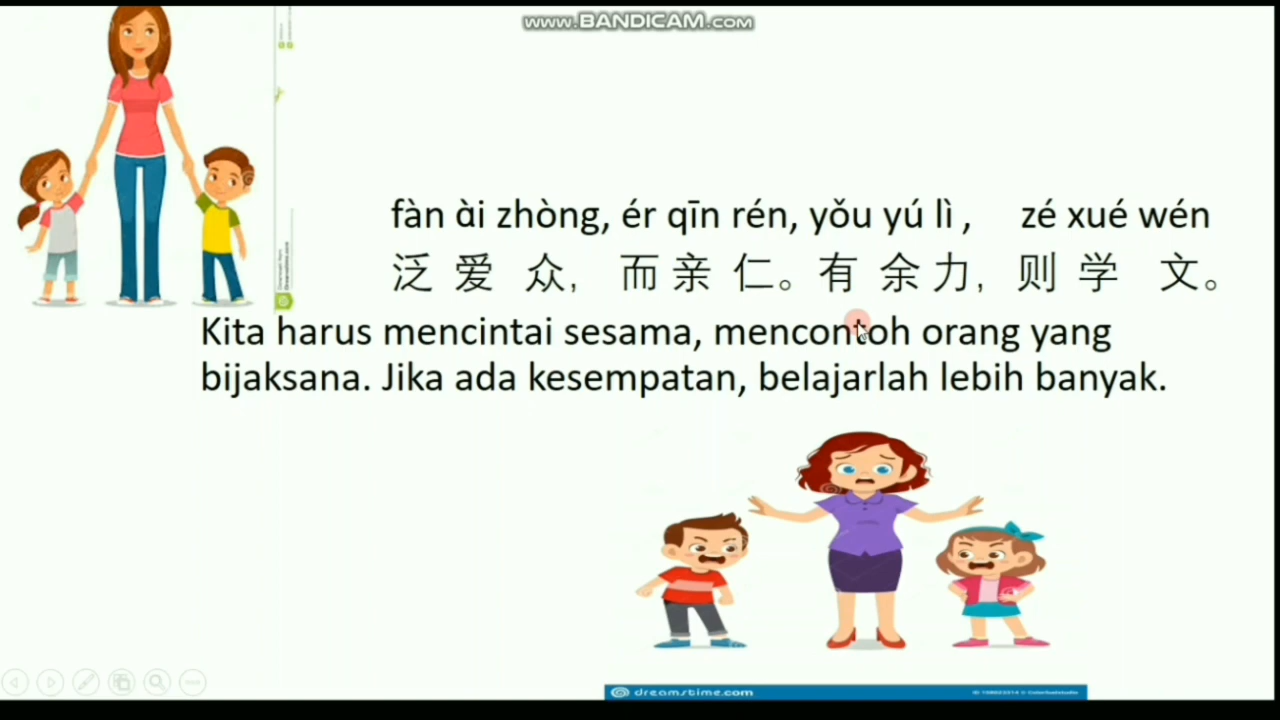 www.BANDICAM.com
fàn ài zhòng, ér qīn rén, yǒu yú lì , zé xué wén
泛 爱 众, 而 亲 仁。有 余 力, 则 学 文。
Kita harus mencintai sesama, mencontoh orang yang
bijaksana. Jika ada kesempatan, belajarlah lebih banyak.
dreamstime.com